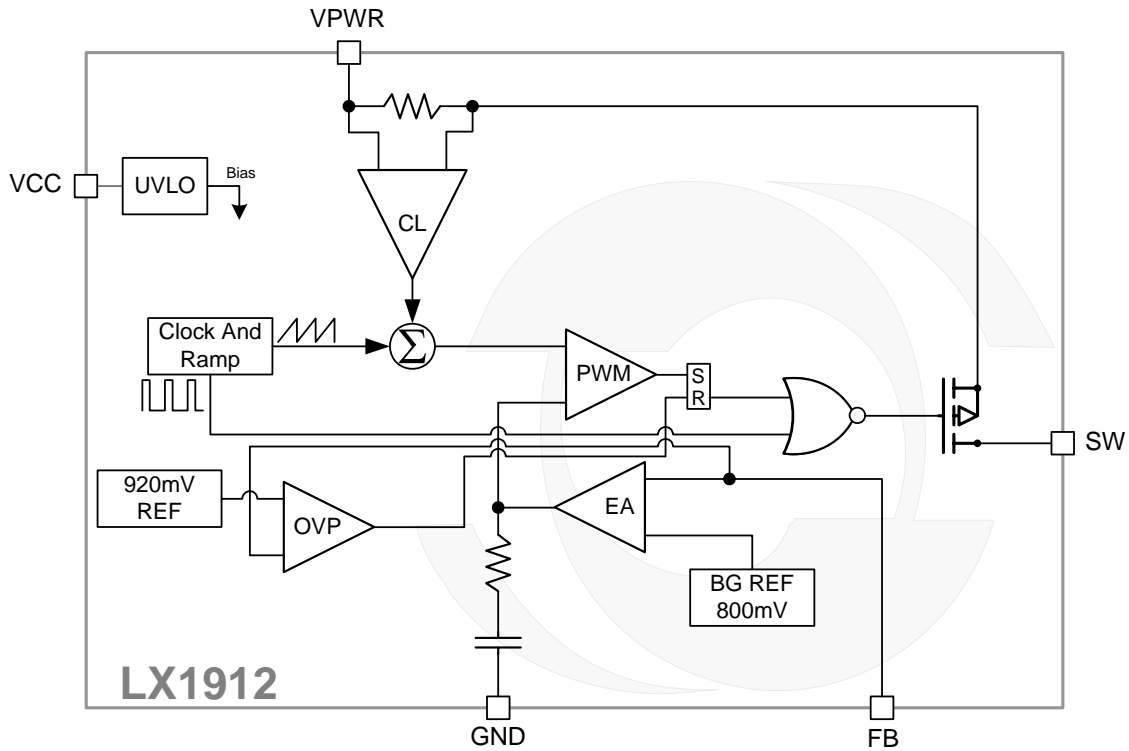 VPWR
VCC
UVLO
Bias
CL
Clock And
Ramp
Σ
PWM
S
R
SW
920mV
REF
OVP
EA
BG REF
800mV
LX1912
GND
FB